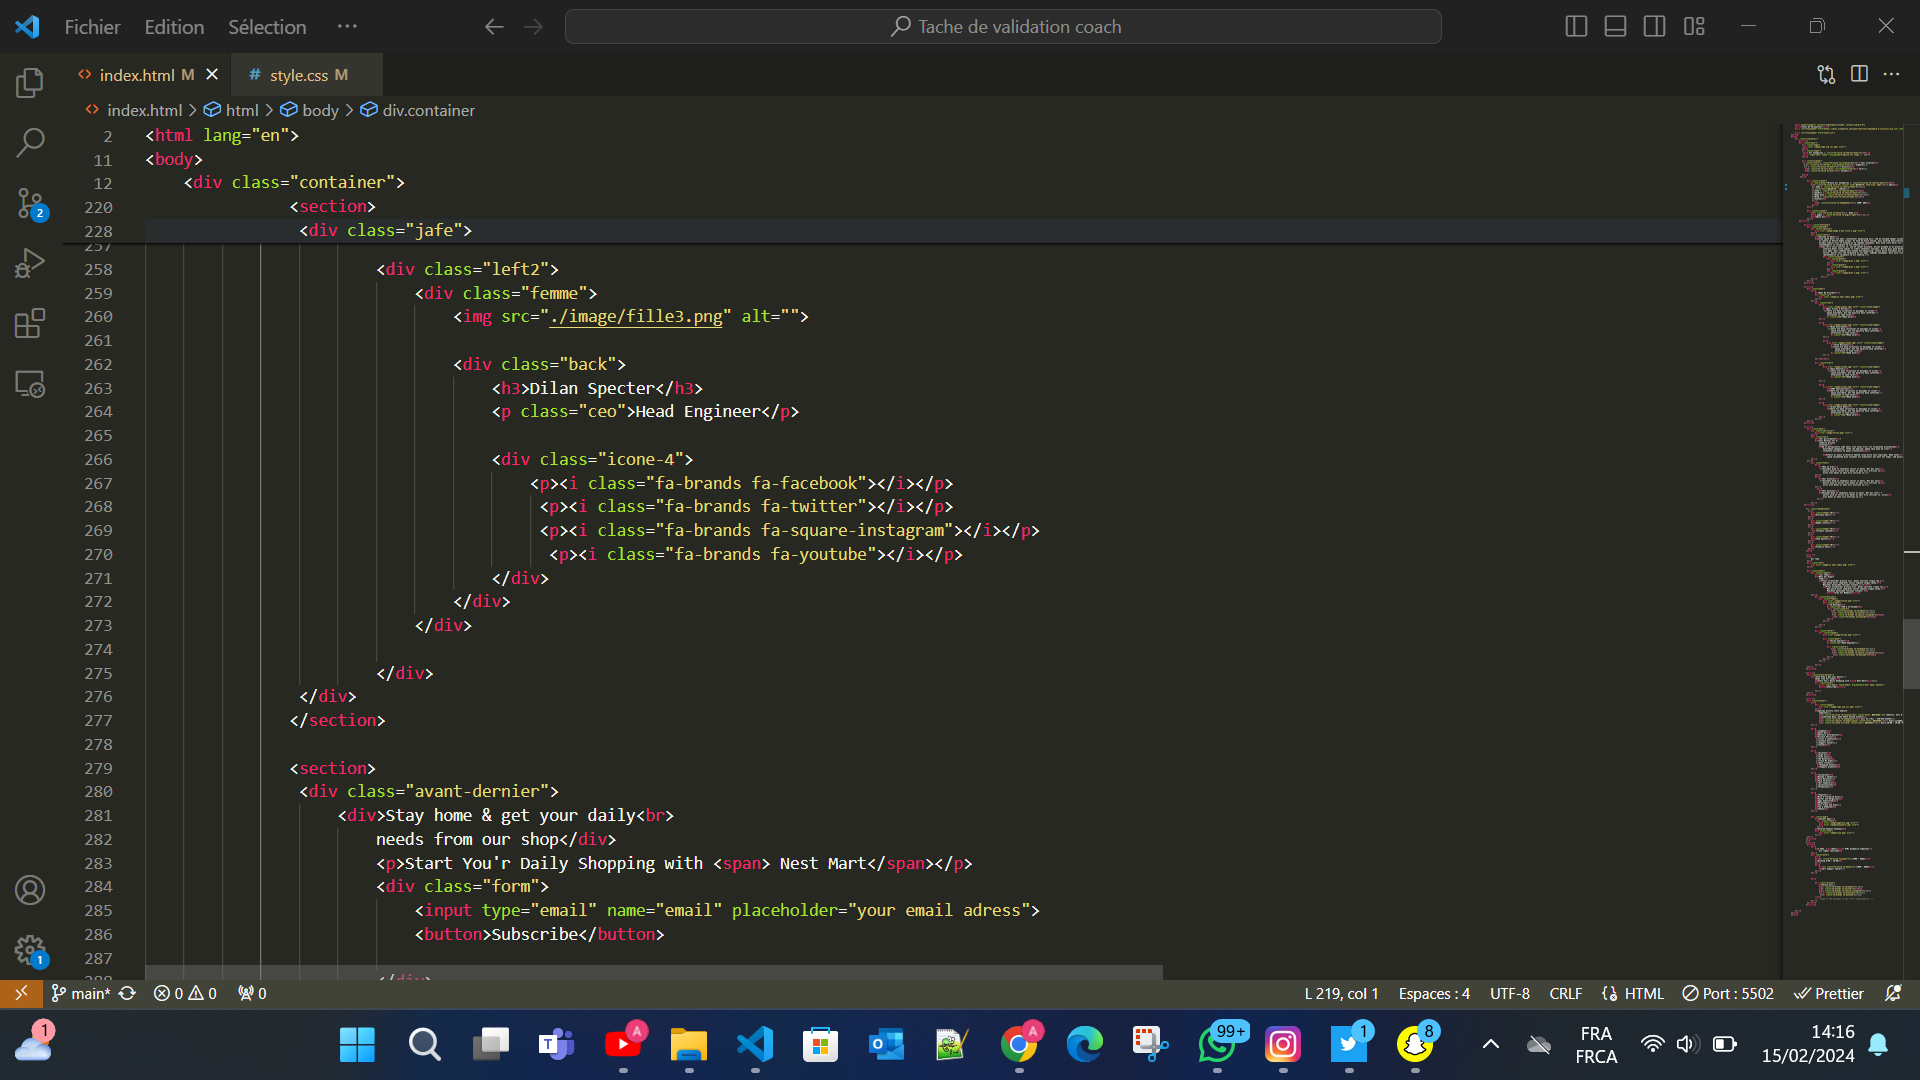 Fichier Edition Sélection ··· Tache de validation coach
index.html M style.css M
index.html > html > body > div.container
2 <html lang="en">
11 <body>
12 <div class="container">
220 <section>
228 <div class="jafe">
257
258 <div class="left2">
259 <div class="femme">
260 <img src="./image/fille3.png" alt="">
261
262 <div class="back">
263 <h3>Dilan Specter</h3>
264 <p class="ceo">Head Engineer</p>
265
266 <div class="icone-4">
267 <p><i class="fa-brands fa-facebook"></i></p>
268 <p><i class="fa-brands fa-twitter"></i></p>
269 <p><i class="fa-brands fa-square-instagram"></i></p>
270 <p><i class="fa-brands fa-youtube"></i></p>
271 </div>
272 </div>
273 </div>
274
275 </div>
276 </div>
277 </section>
278
279 <section>
280 <div class="avant-dernier">
281 <div>Stay home & get your daily<br>
282 needs from our shop</div>
283 <p>Start You'r Daily Shopping with <span> Nest Mart</span></p>
284 <div class="form">
285 <input type="email" name="email" placeholder="your email adress">
286 <button>Subscribe</button>
287
288 </div>
2
1
main* 0 0 0 L 219, col 1 Espaces : 4 UTF-8 CRLF HTML Port : 5502 Prettier
1 A A 99+ 1 8 FRA 14:16
FRCA 15/02/2024